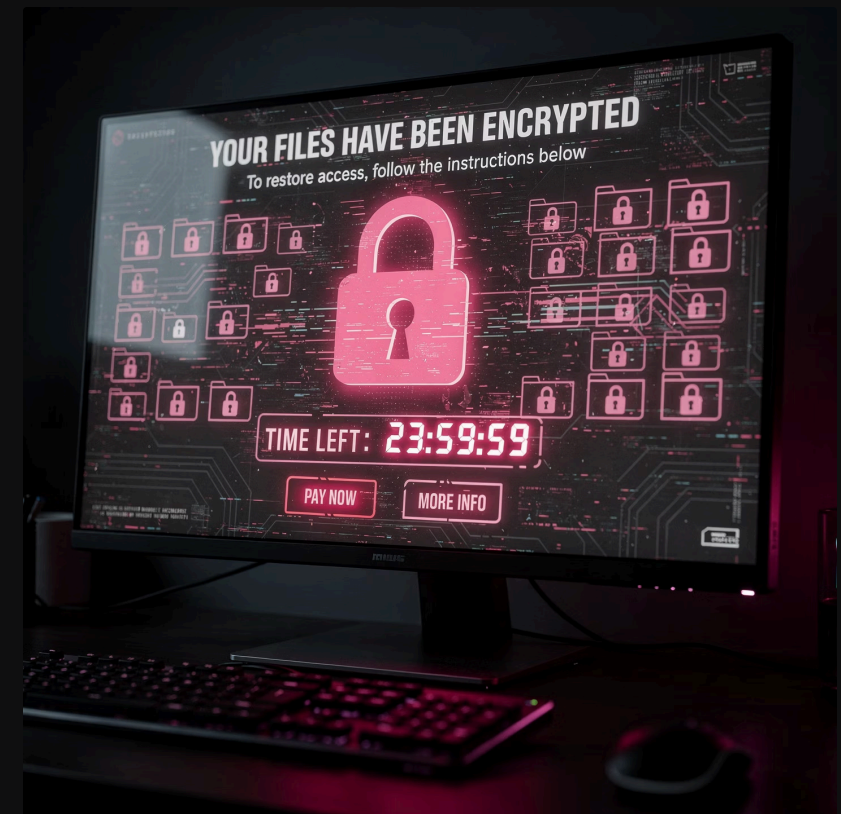 YOUR FILES HAVE BEEN ENCRYPTED
To restore access, follow the instructions below
TIME LEFT: 23:59:59
PAY NOW
MORE INFO